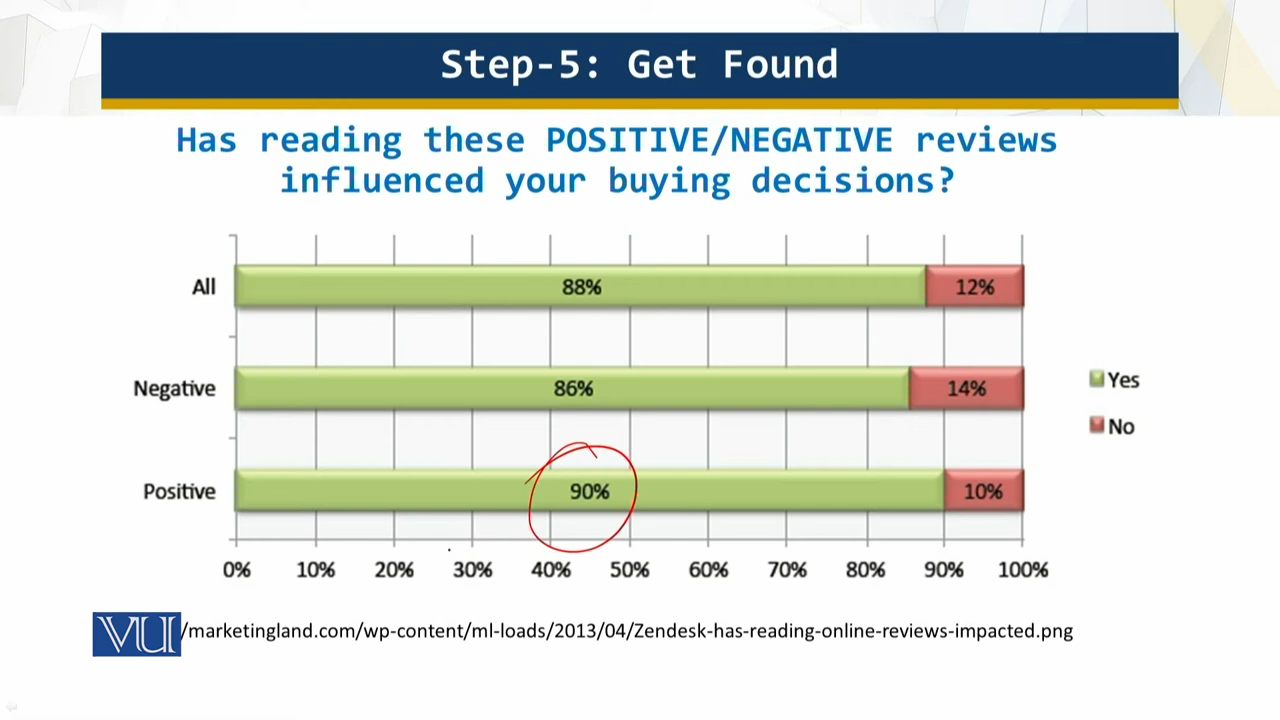 Step-5: Get Found
Has reading these POSITIVE/NEGATIVE reviews
influenced your buying decisions?
All 88% 12%
Negative 86% 14%
Yes
No
Positive 90% 10%
0% 10% 20% 30% 40% 50% 60% 70% 80% 90% 100%
VU /marketingland.com/wp-content/ml-loads/2013/04/Zendesk-has-reading-online-reviews-impacted.png